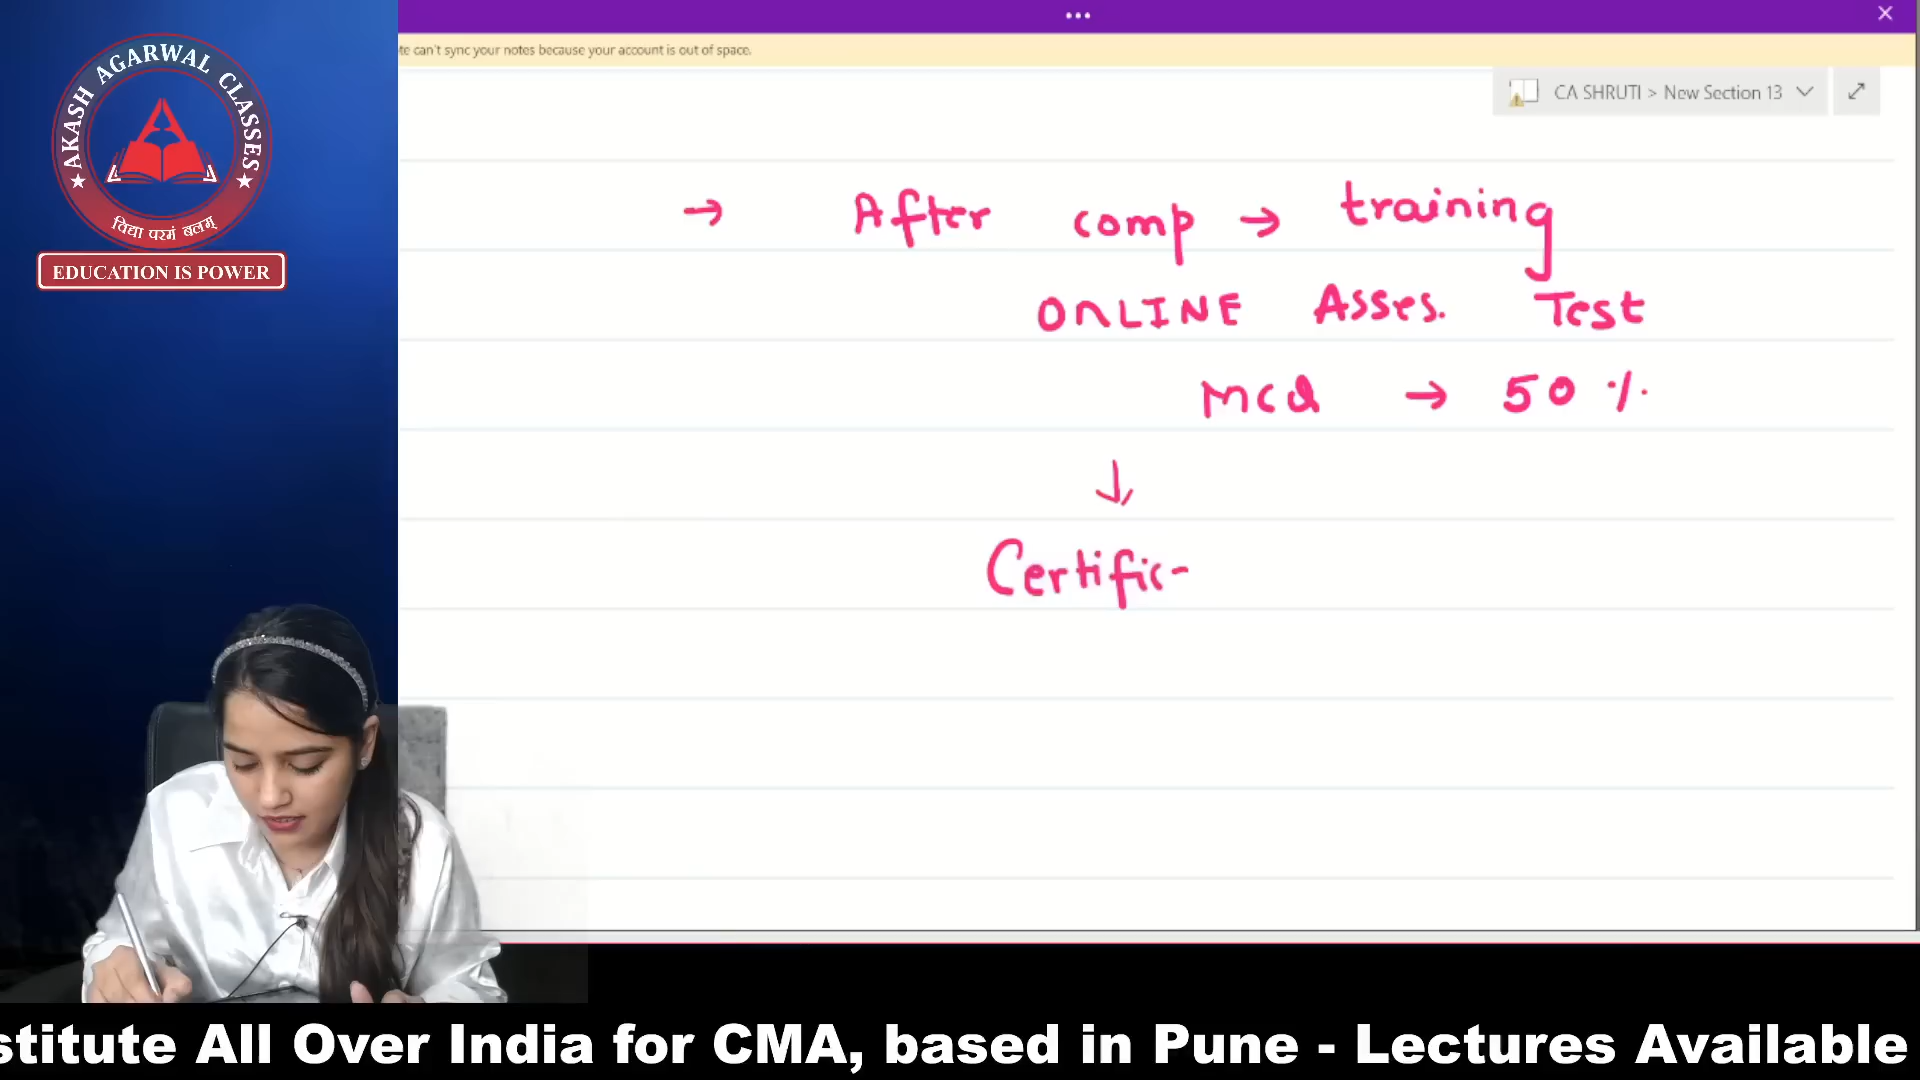 AKASH AGARWAL CLASSES
विद्या परमं बलम्
EDUCATION IS POWER
te can't sync your notes because your account is out of space.
CA SHRUTI > New Section 13
→ After comp → training
ONLINE Asses. Test
MCQ → 50 %
↓
Certific-
stitute All Over India for CMA, based in Pune - Lectures Available